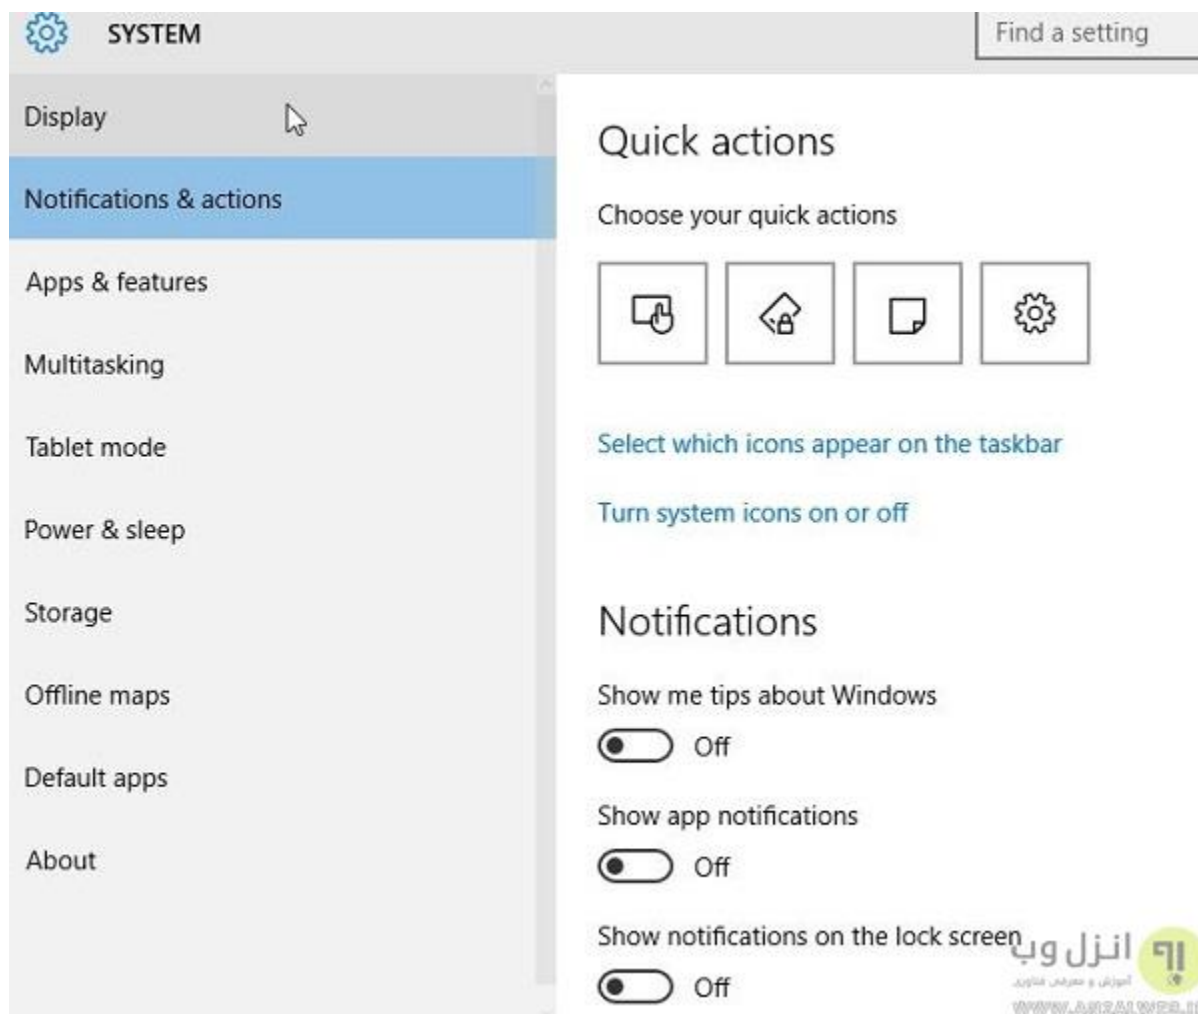 SYSTEM
Find a setting
Display
Notifications & actions
Apps & features
Multitasking
Tablet mode
Power & sleep
Storage
Offline maps
Default apps
About
Quick actions
Choose your quick actions
Select which icons appear on the taskbar
Turn system icons on or off
Notifications
Show me tips about Windows
Off
Show app notifications
Off
Show notifications on the lock screen
Off
انزل وب
آموزش و معرفی فناوری